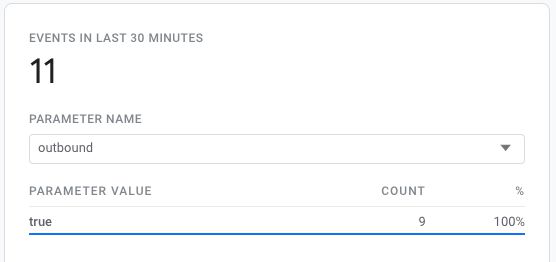 EVENTS IN LAST 30 MINUTES
11
PARAMETER NAME
outbound
PARAMETER VALUE COUNT %
true 9 100%